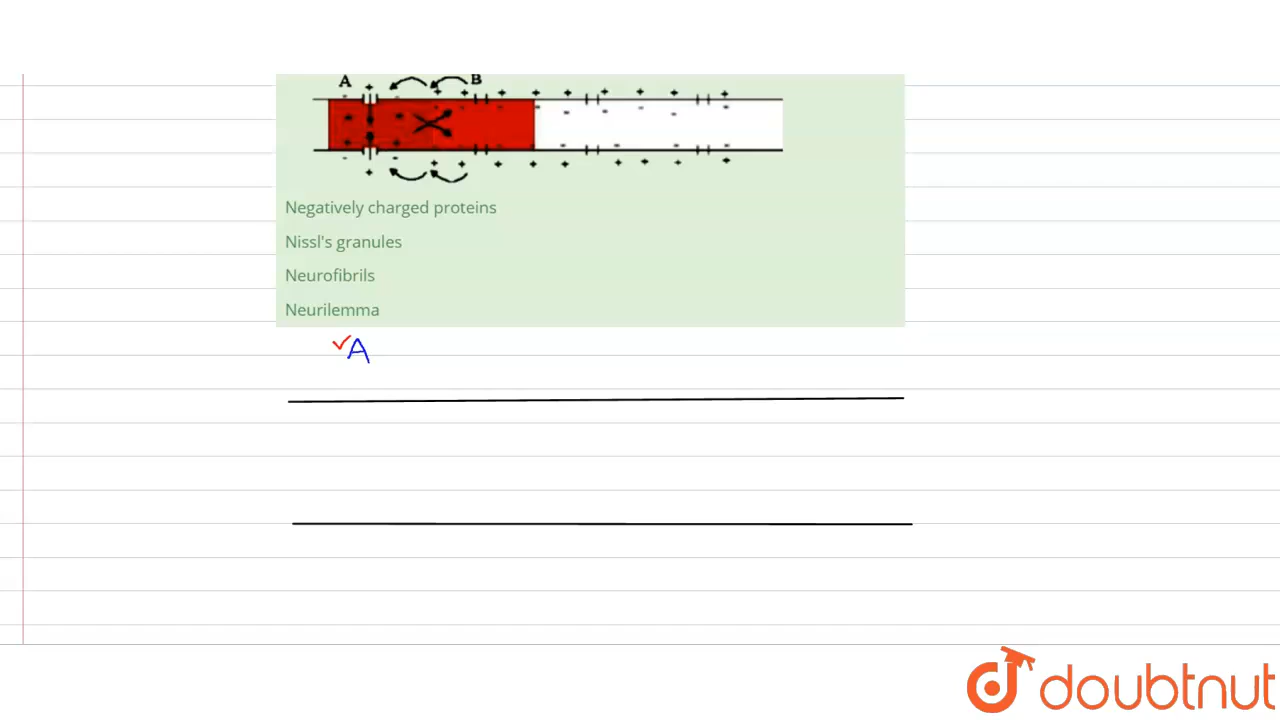 A B
Negatively charged proteins
Nissl's granules
Neurofibrils
Neurilemma
A
doubtnut